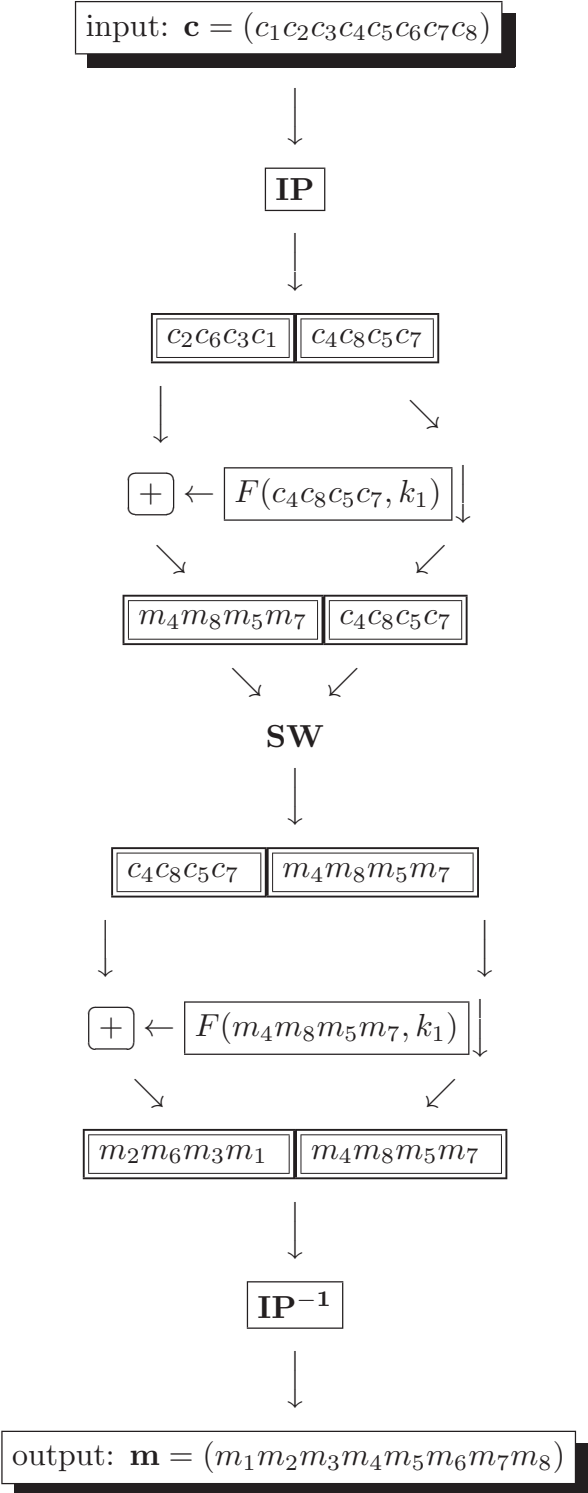 input: c = (c₁c₂c₃c₄c₅c₆c₇c₈)
IP
c₂c₆c₃c₁ c₄c₈c₅c₇
+ ← F(c₄c₈c₅c₇, k₁)
m₄m₈m₅m₇ c₄c₈c₅c₇
SW
c₄c₈c₅c₇ m₄m₈m₅m₇
+ ← F(m₄m₈m₅m₇, k₁)
m₂m₆m₃m₁ m₄m₈m₅m₇
IP⁻¹
output: m = (m₁m₂m₃m₄m₅m₆m₇m₈)